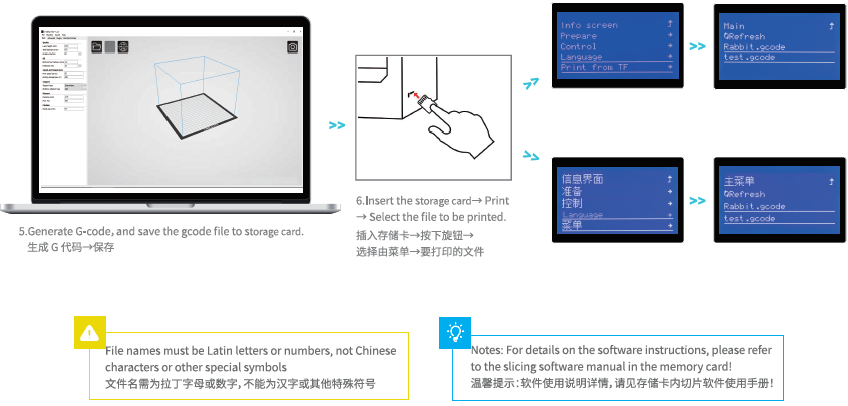 Info screen
Prepare
Control
Language
Print from TF
Main
Refresh
Rabbit.gcode
test.gcode
信息界面
准备
控制
Language
菜单
主菜单
Refresh
Rabbit.gcode
test.gcode
5.Generate G-code, and save the gcode file to storage card.
生成 G 代码→保存
6.Insert the storage card→ Print
→ Select the file to be printed.
插入存储卡→按下旋钮→
选择由菜单→要打印的文件
File names must be Latin letters or numbers, not Chinese
characters or other special symbols
文件名需为拉丁字母或数字,不能为汉字或其他特殊符号
Notes: For details on the software instructions, please refer
to the slicing software manual in the memory card!
温馨提示:软件使用说明详情,请见存储卡内切片软件使用手册!